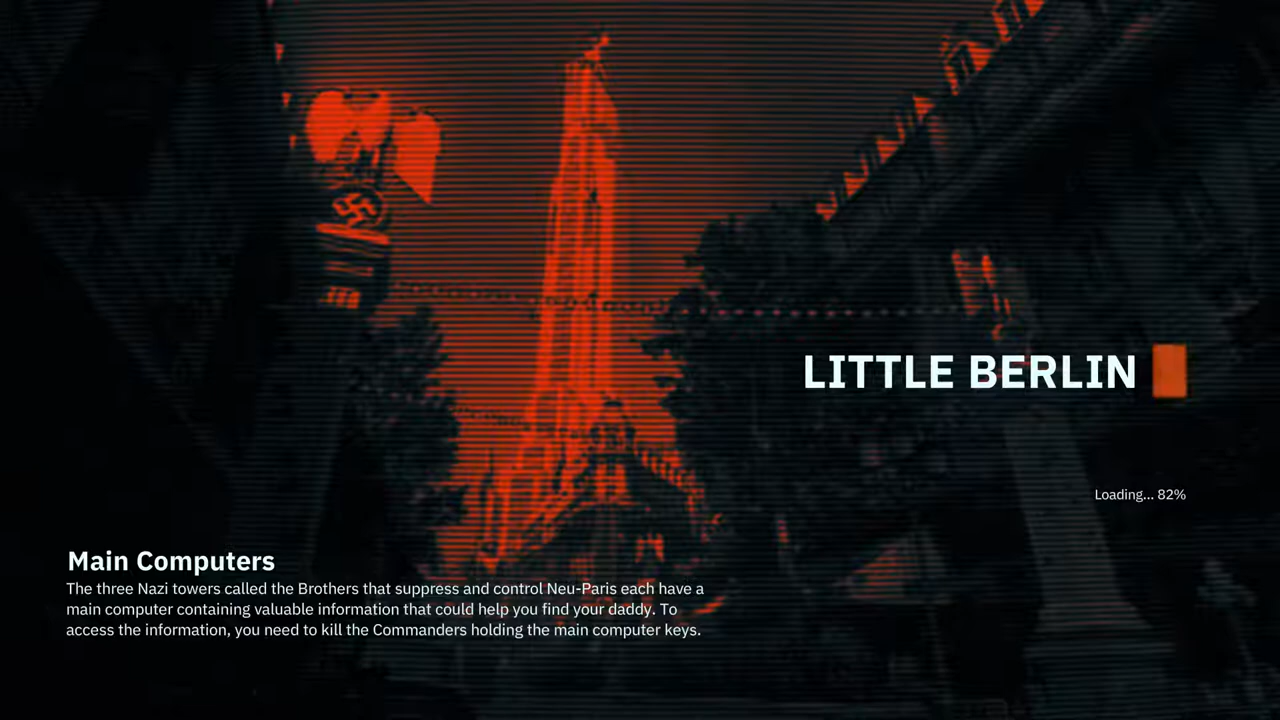 LITTLE BERLIN
Loading... 82%
Main Computers
The three Nazi towers called the Brothers that suppress and control Neu-Paris each have a
main computer containing valuable information that could help you find your daddy. To
access the information, you need to kill the Commanders holding the main computer keys.